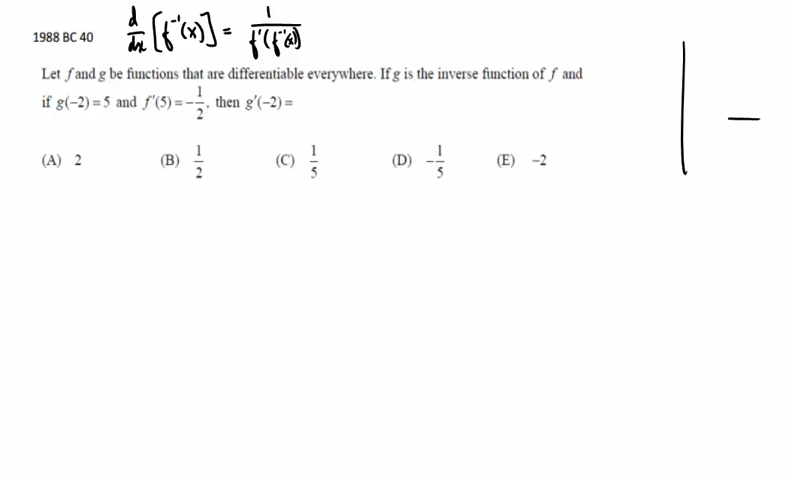 1988 BC 40 d/dx [f⁻¹(x)] = 1/f'(f⁻¹(x))
Let f and g be functions that are differentiable everywhere. If g is the inverse function of f and
if g(−2) = 5 and f'(5) = −1/2, then g'(−2) =
(A) 2 (B) 1/2 (C) 1/5 (D) −1/5 (E) −2